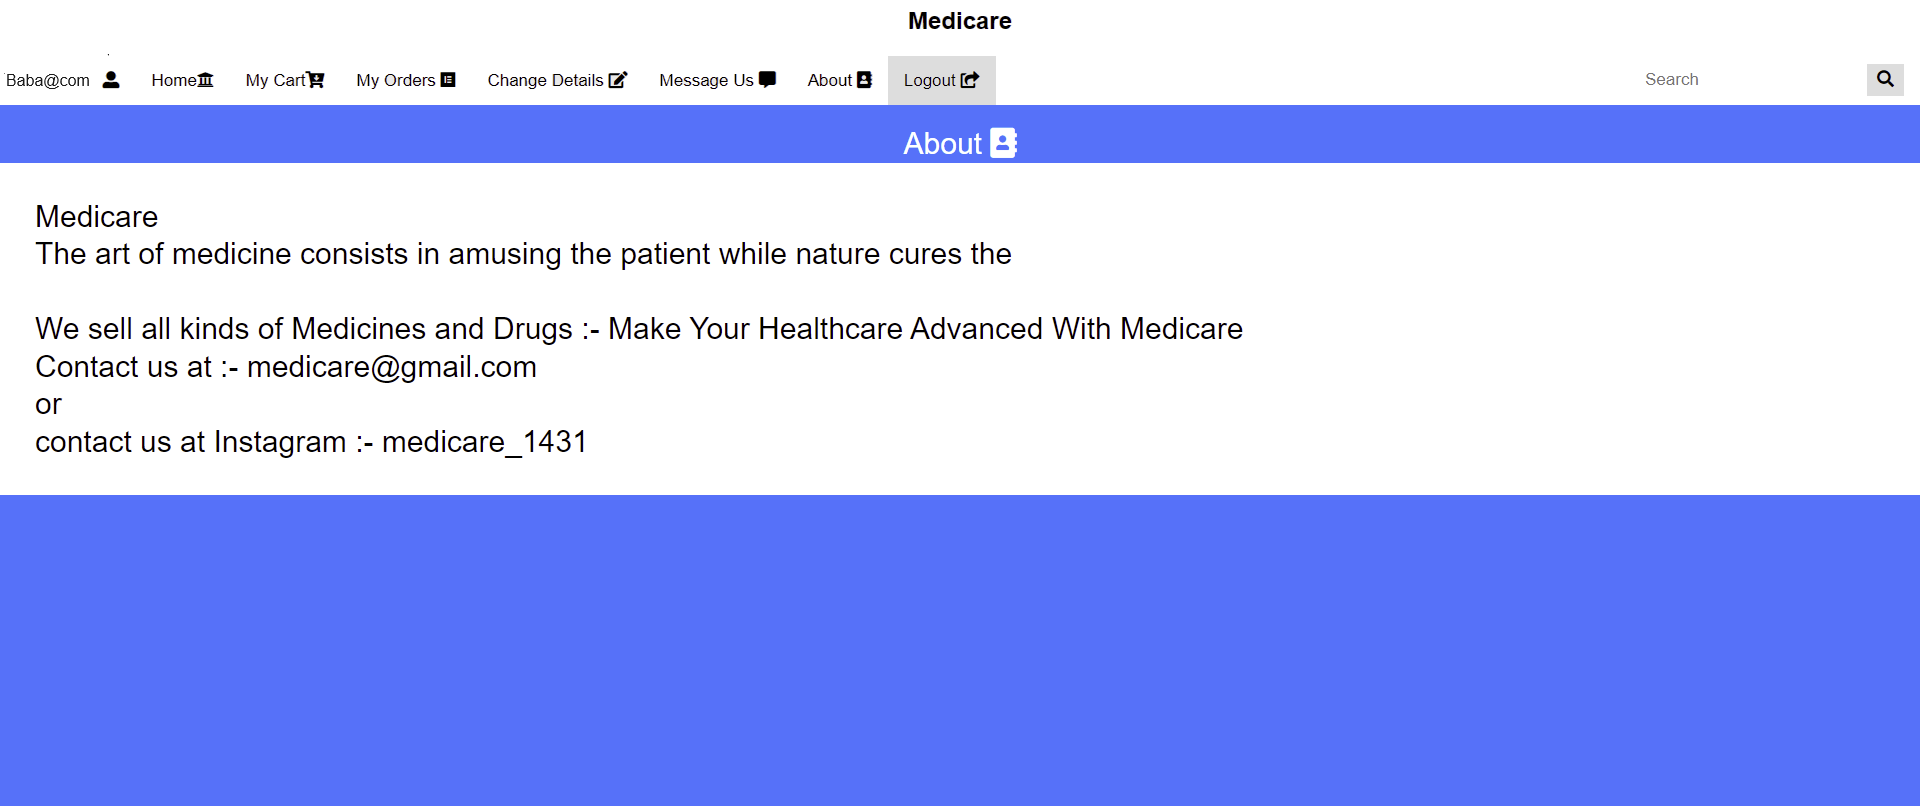 Medicare
Baba@com Home My Cart My Orders Change Details Message Us About Logout Search
About
Medicare
The art of medicine consists in amusing the patient while nature cures the
We sell all kinds of Medicines and Drugs :- Make Your Healthcare Advanced With Medicare
Contact us at :- medicare@gmail.com
or
contact us at Instagram :- medicare_1431